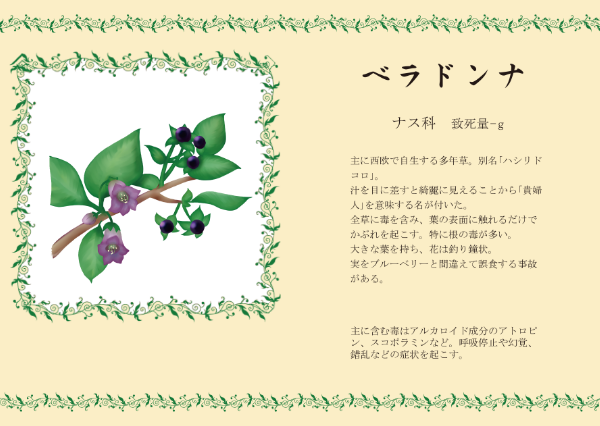 ベラドンナ
ナス科　致死量-g
主に西欧で自生する多年草。別名「ハシリド
コロ」。
汁を目に差すと綺麗に見えることから「貴婦
人」を意味する名が付いた。
全草に毒を含み、葉の表面に触れるだけで
かぶれを起こす。特に根の毒が多い。
大きな葉を持ち、花は釣り鐘状。
実をブルーベリーと間違えて誤食する事故
がある。
主に含む毒はアルカロイド成分のアトロピ
ン、スコポラミンなど。呼吸停止や幻覚、
錯乱などの症状を起こす。